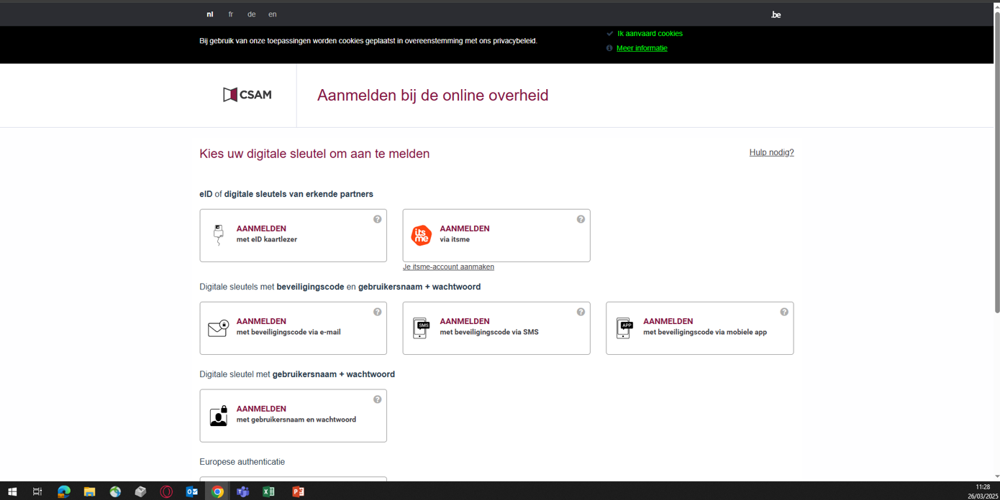 nl fr de en .be
Bij gebruik van onze toepassingen worden cookies geplaatst in overeenstemming met ons privacybeleid.
Ik aanvaard cookies
Meer informatie
CSAM
Aanmelden bij de online overheid
Kies uw digitale sleutel om aan te melden
Hulp nodig?
eID of digitale sleutels van erkende partners
AANMELDEN
met eID kaartlezer
?
its
me
AANMELDEN
via itsme
?
Je itsme-account aanmaken
Digitale sleutels met beveiligingscode en gebruikersnaam + wachtwoord
AANMELDEN
met beveiligingscode via e-mail
?
SMS
AANMELDEN
met beveiligingscode via SMS
?
APP
AANMELDEN
met beveiligingscode via mobiele app
?
Digitale sleutel met gebruikersnaam + wachtwoord
AANMELDEN
met gebruikersnaam en wachtwoord
?
Europese authenticatie
11:28
26/03/2025